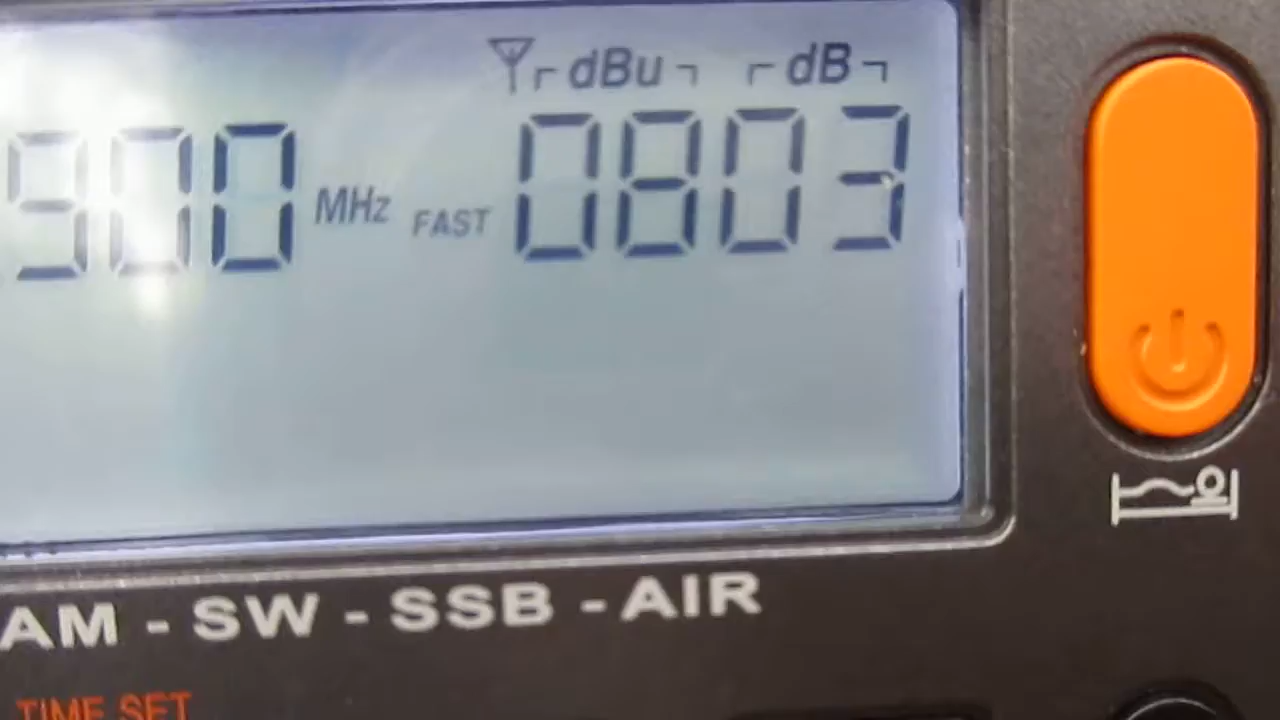 dBu dB
900 MHz FAST 0803
AM - SW - SSB - AIR
TIME SET